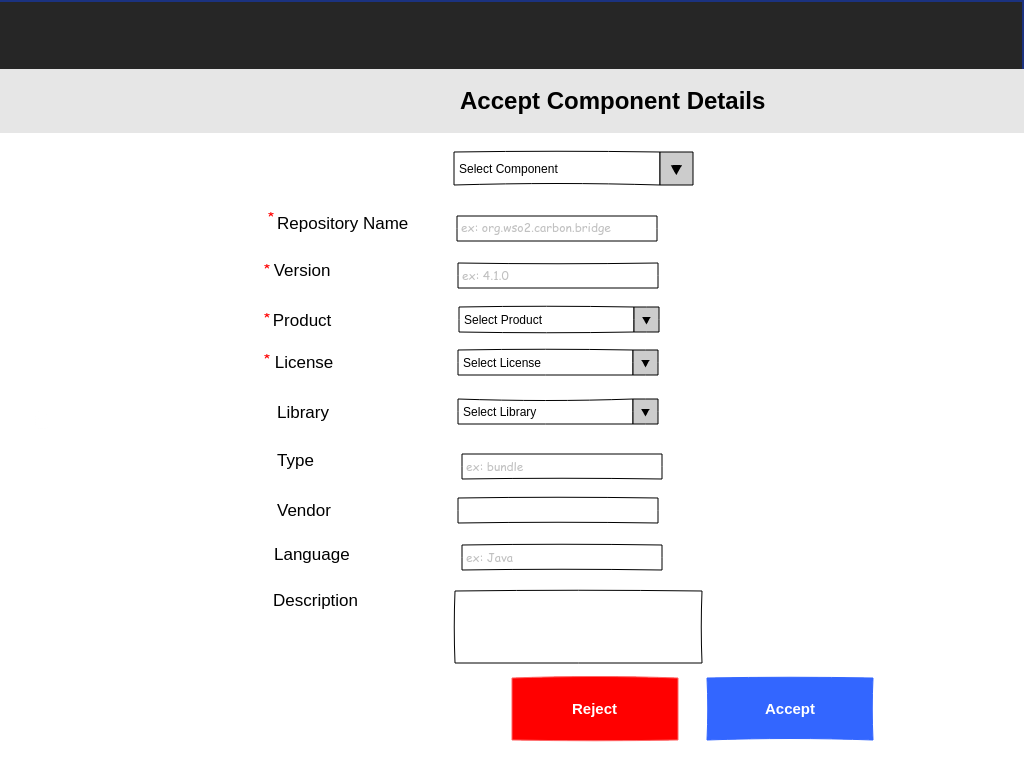 Accept Component Details
Select Component
* Repository Name ex: org.wso2.carbon.bridge
* Version ex: 4.1.0
* Product Select Product
* License Select License
Library Select Library
Type ex: bundle
Vendor
Language ex: Java
Description
Reject Accept